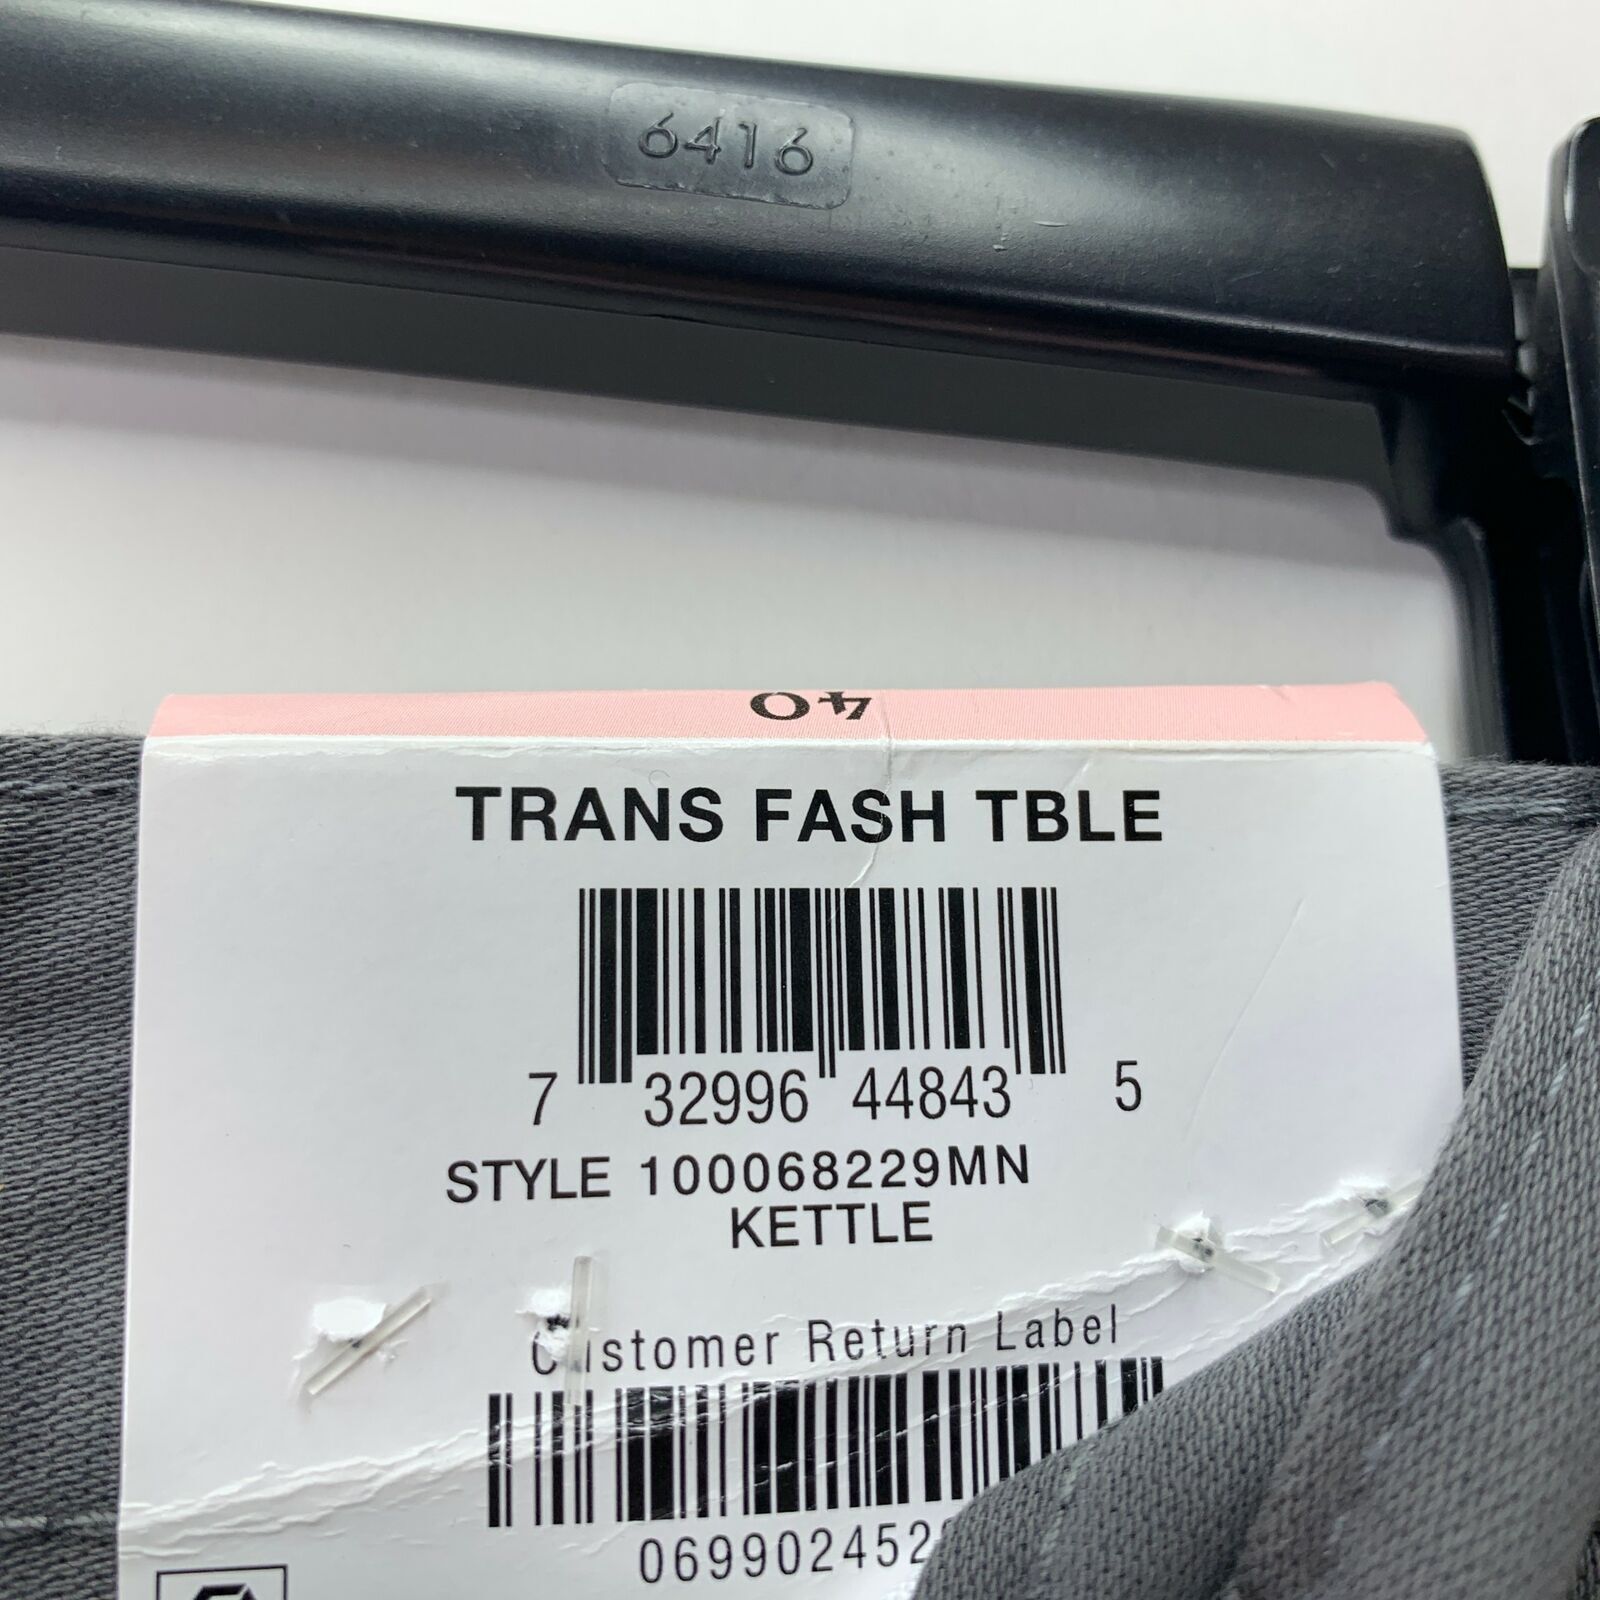 6416
40
TRANS FASH TBLE
7 32996 44843 5
STYLE 100068229MN
KETTLE
Customer Return Label
069902452